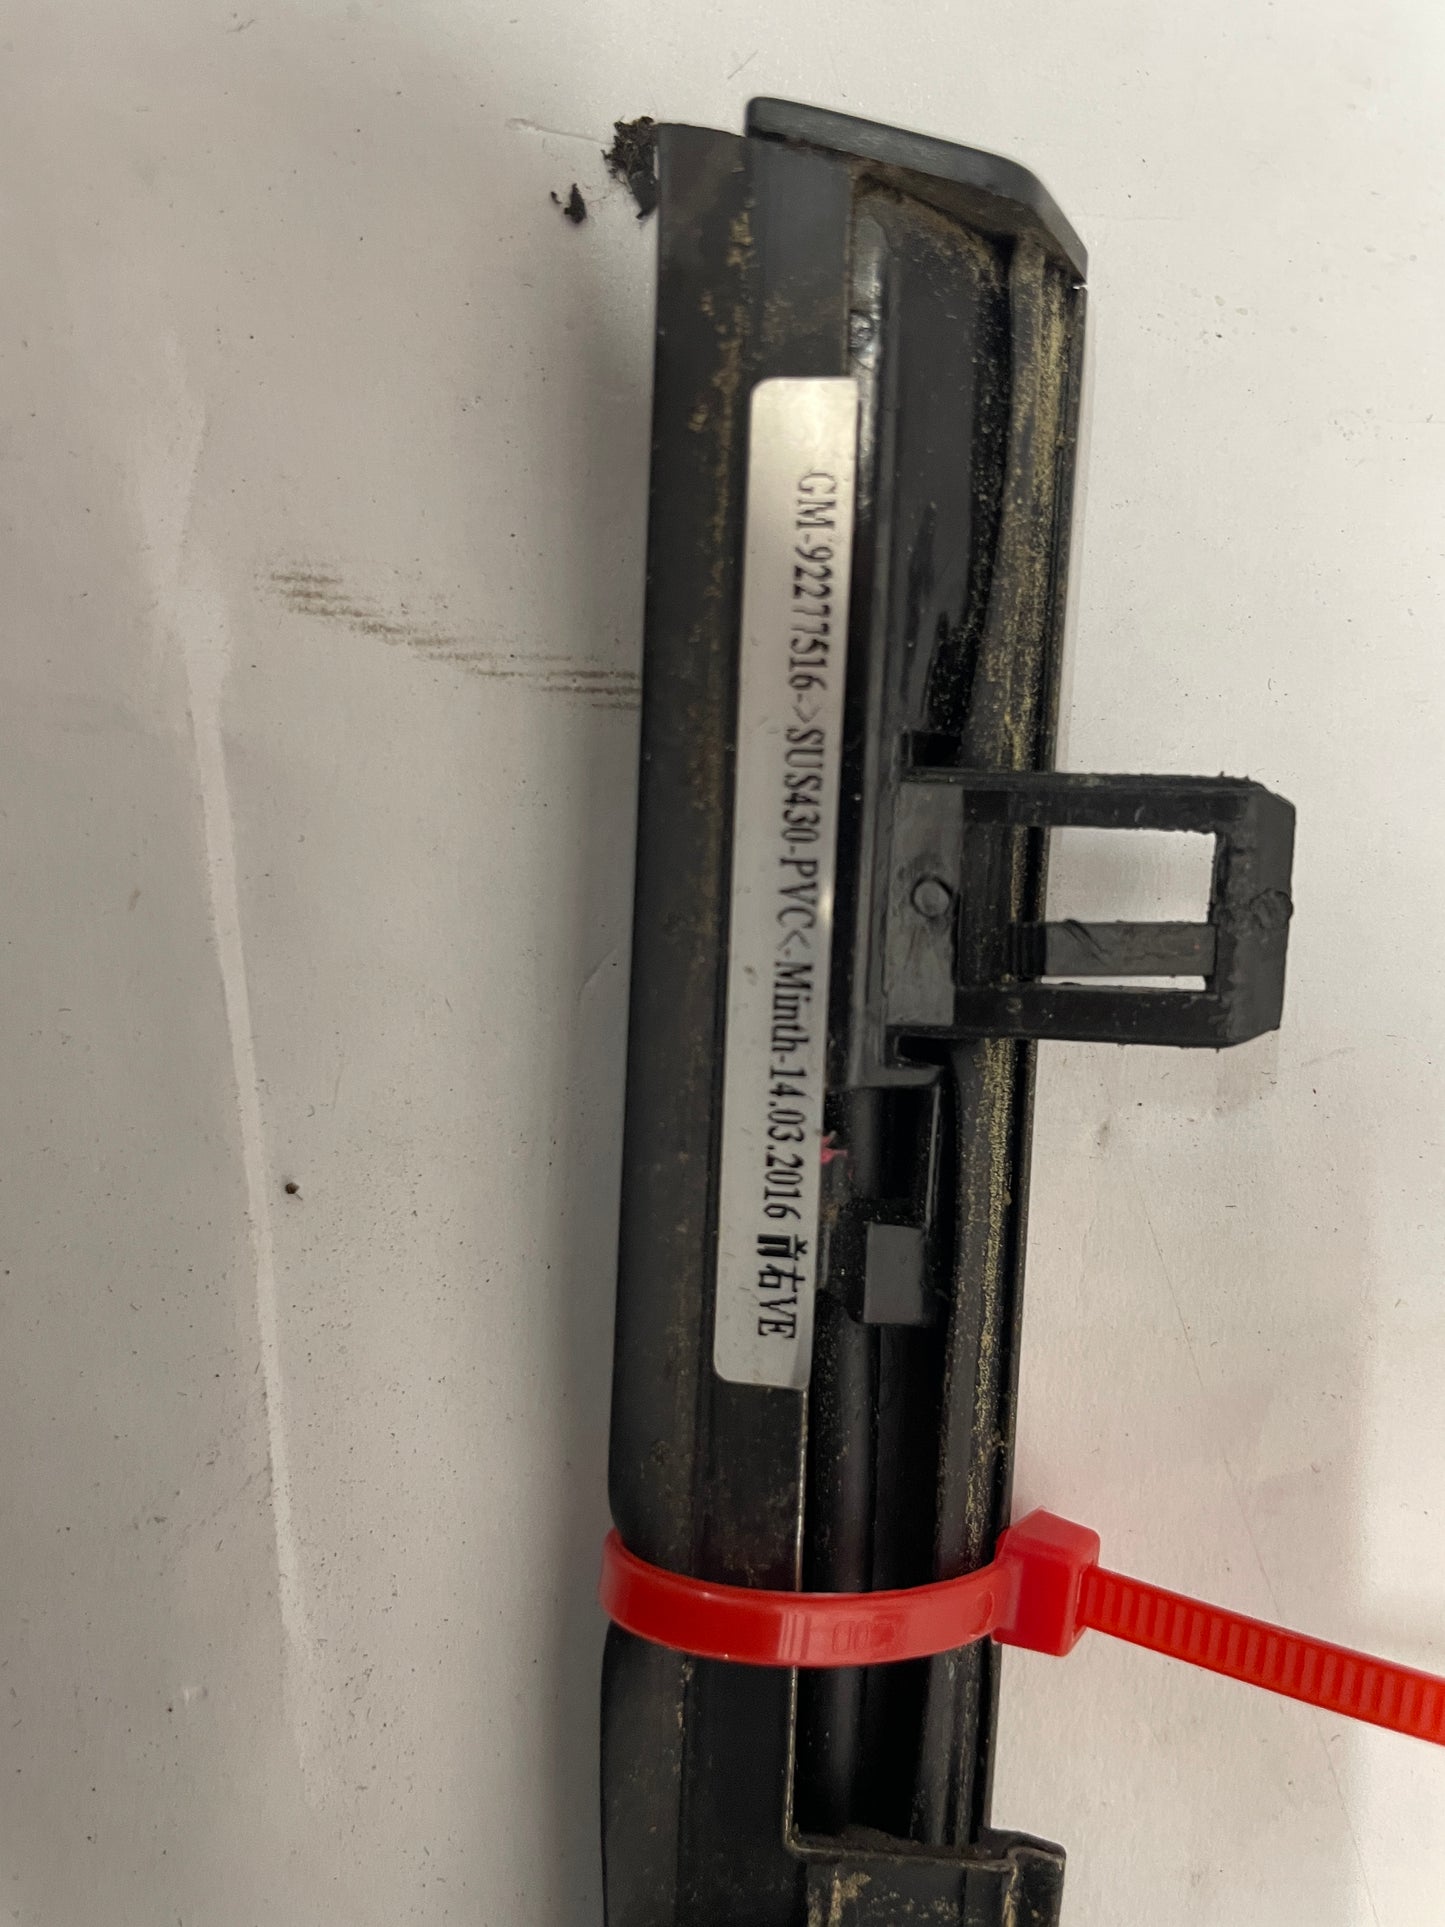 GM-92277516->SUS430-PVC<-Minth-14.03.2016 前右VE